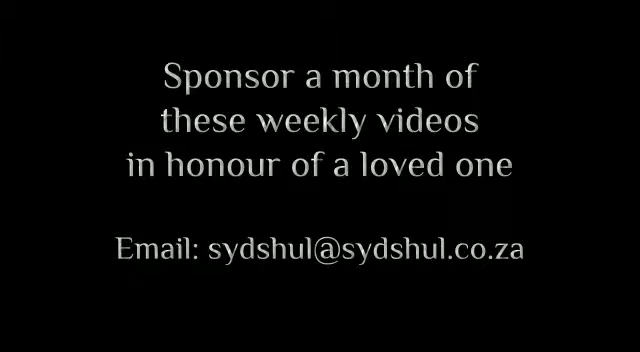 Sponsor a month of
these weekly videos
in honour of a loved one
Email: sydshul@sydshul.co.za